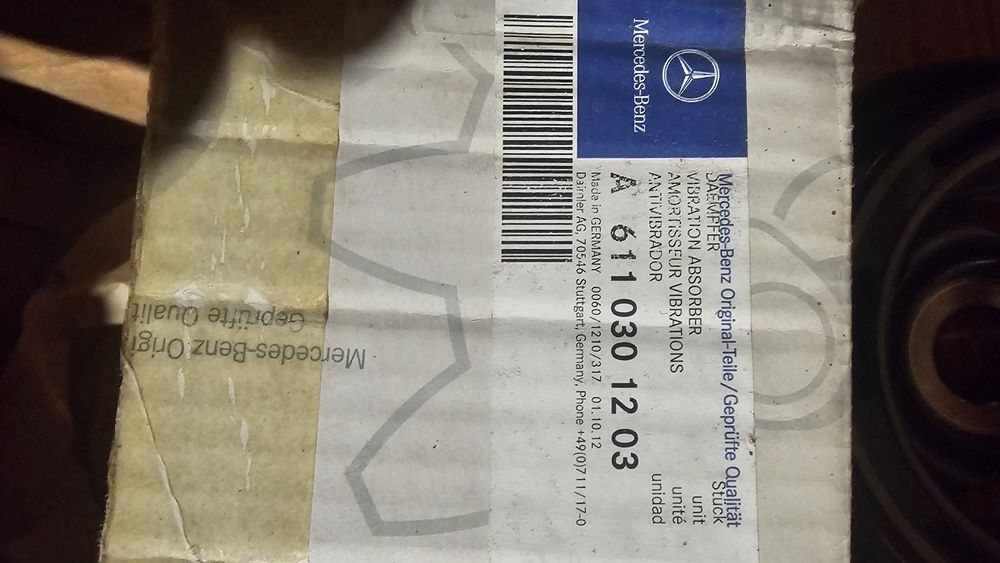 Mercedes-Benz
Mercedes-Benz Original-Teile/Geprüfte Qualität
DAEMPFER Stück
VIBRATION ABSORBER unit
AMORTISSEUR VIBRATIONS unité
ANTIVIBRADOR unidad
A 611 030 12 03
Made in GERMANY 0060/1210/317 01.10.12
Daimler AG, 70546 Stuttgart, Germany, Phone +49(0)711/17-0
Mercedes-Benz Origi
Geprüfte Qualit